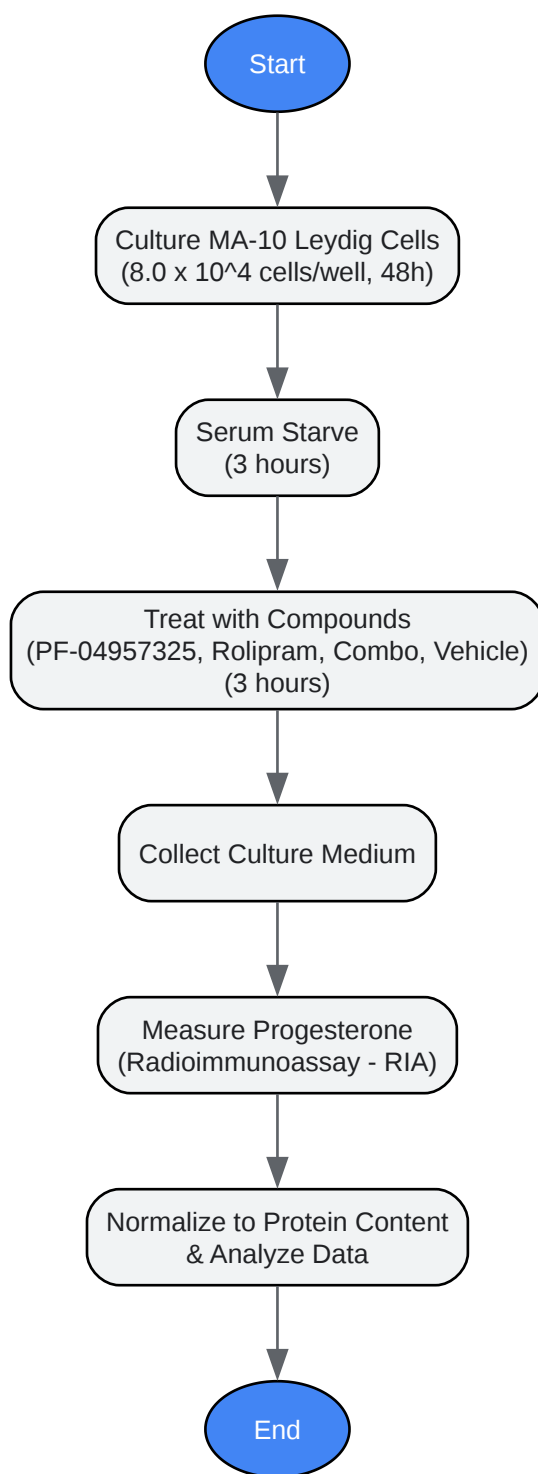 Start
Culture MA-10 Leydig Cells
(8.0 x 10^4 cells/well, 48h)
Serum Starve
(3 hours)
Treat with Compounds
(PF-04957325, Rolipram, Combo, Vehicle)
(3 hours)
Collect Culture Medium
Measure Progesterone
(Radioimmunoassay - RIA)
Normalize to Protein Content
& Analyze Data
End